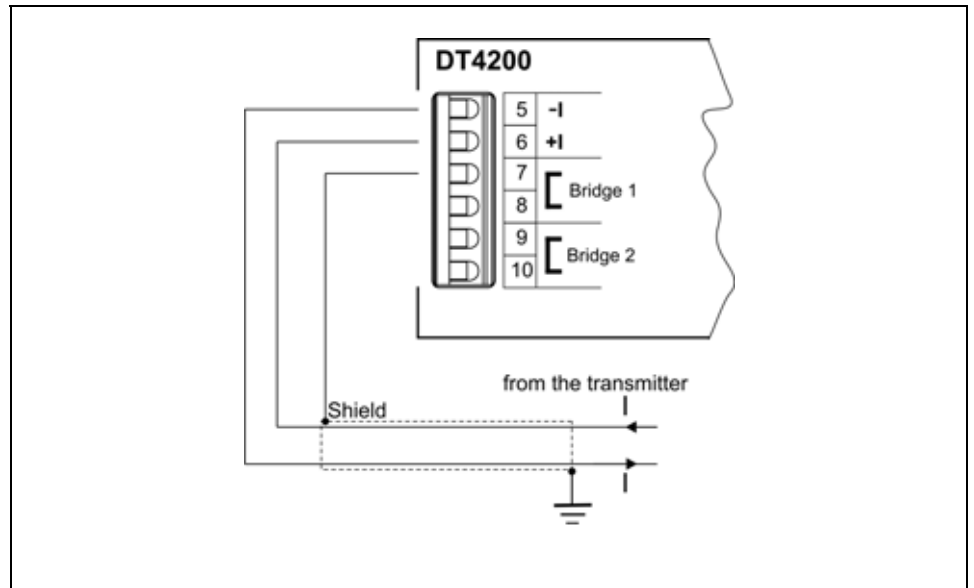 DT4200
5 -I
6 +I
7
Bridge 1
8
9
Bridge 2
10
from the transmitter
I
Shield
I